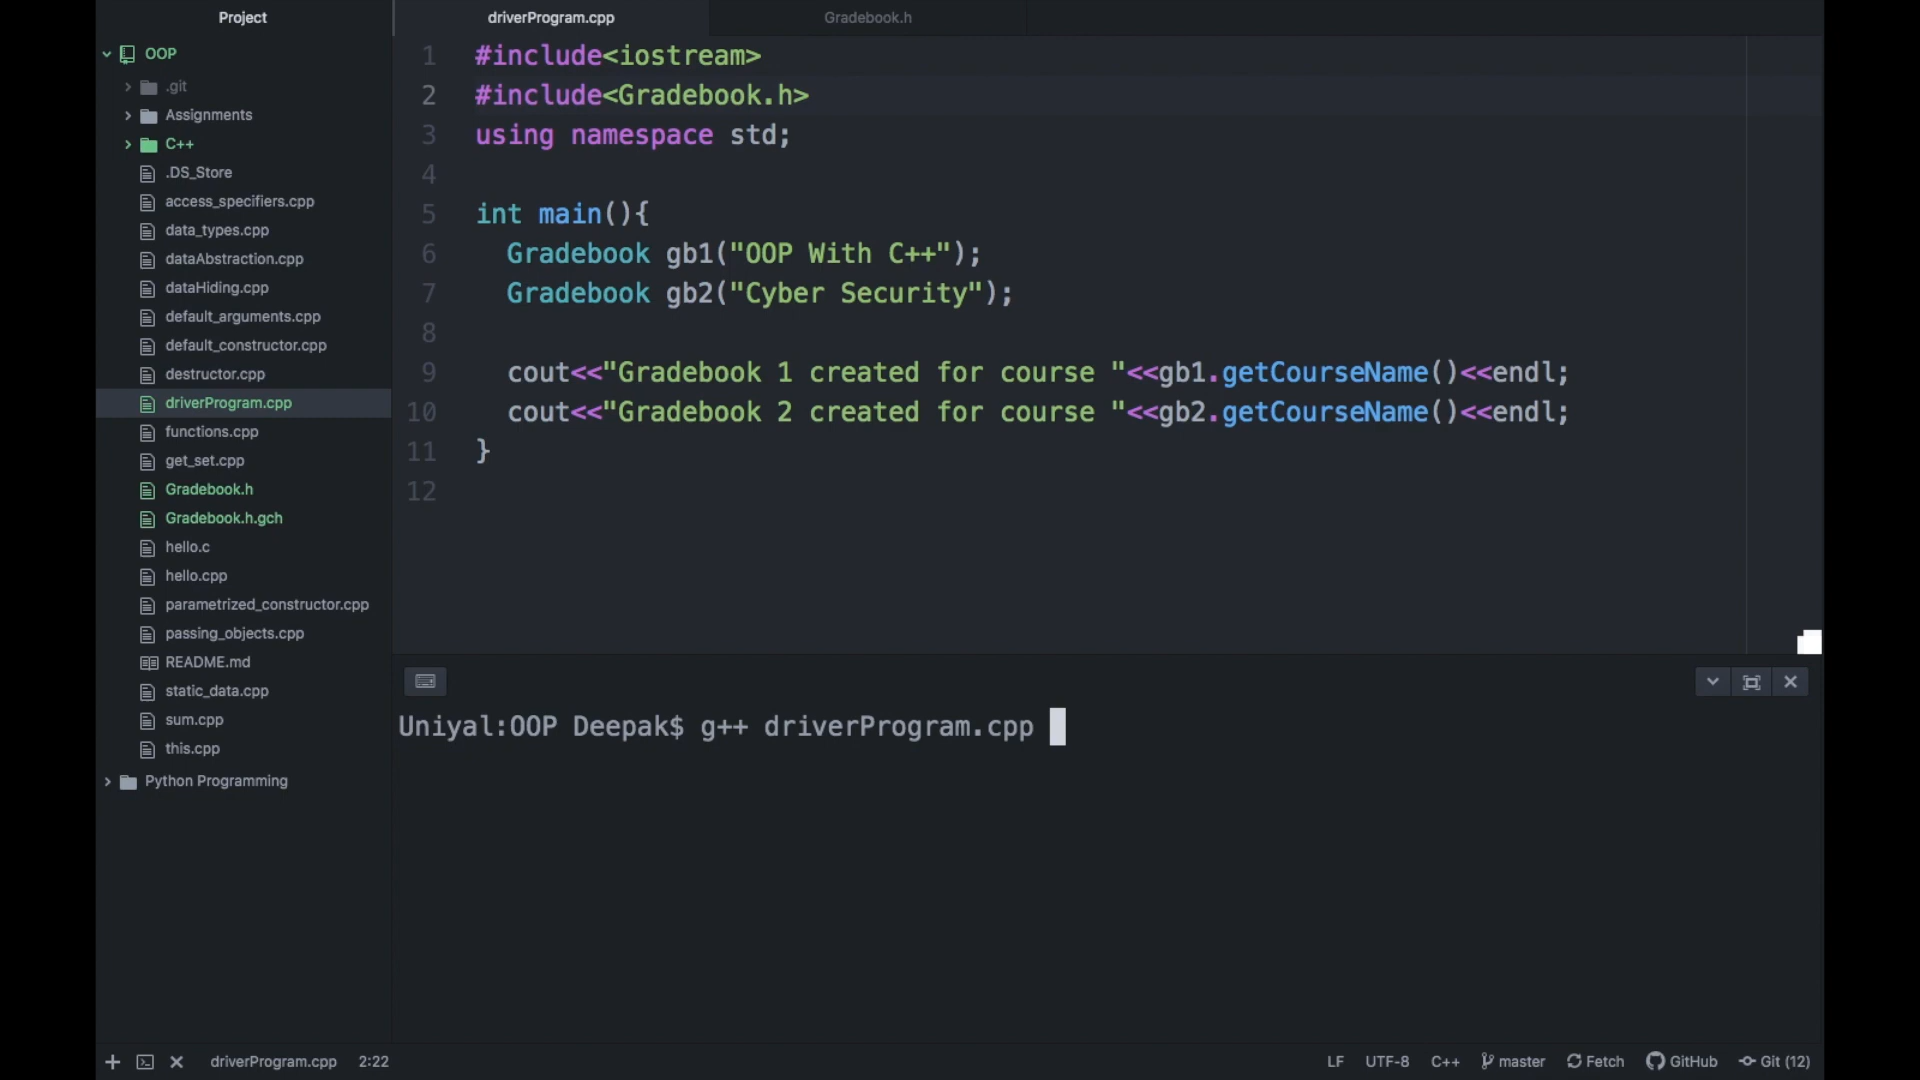 Project
OOP
.git
Assignments
C++
.DS_Store
access_specifiers.cpp
data_types.cpp
dataAbstraction.cpp
dataHiding.cpp
default_arguments.cpp
default_constructor.cpp
destructor.cpp
driverProgram.cpp
functions.cpp
get_set.cpp
Gradebook.h
Gradebook.h.gch
hello.c
hello.cpp
parametrized_constructor.cpp
passing_objects.cpp
README.md
static_data.cpp
sum.cpp
this.cpp
Python Programming
driverProgram.cpp Gradebook.h
1 #include<iostream>
2 #include<Gradebook.h>
3 using namespace std;
4
5 int main(){
6 Gradebook gb1("OOP With C++");
7 Gradebook gb2("Cyber Security");
8
9 cout<<"Gradebook 1 created for course "<<gb1.getCourseName()<<endl;
10 cout<<"Gradebook 2 created for course "<<gb2.getCourseName()<<endl;
11 }
12
Uniyal:OOP Deepak$ g++ driverProgram.cpp
driverProgram.cpp 2:22 LF UTF-8 C++ master Fetch GitHub Git (12)